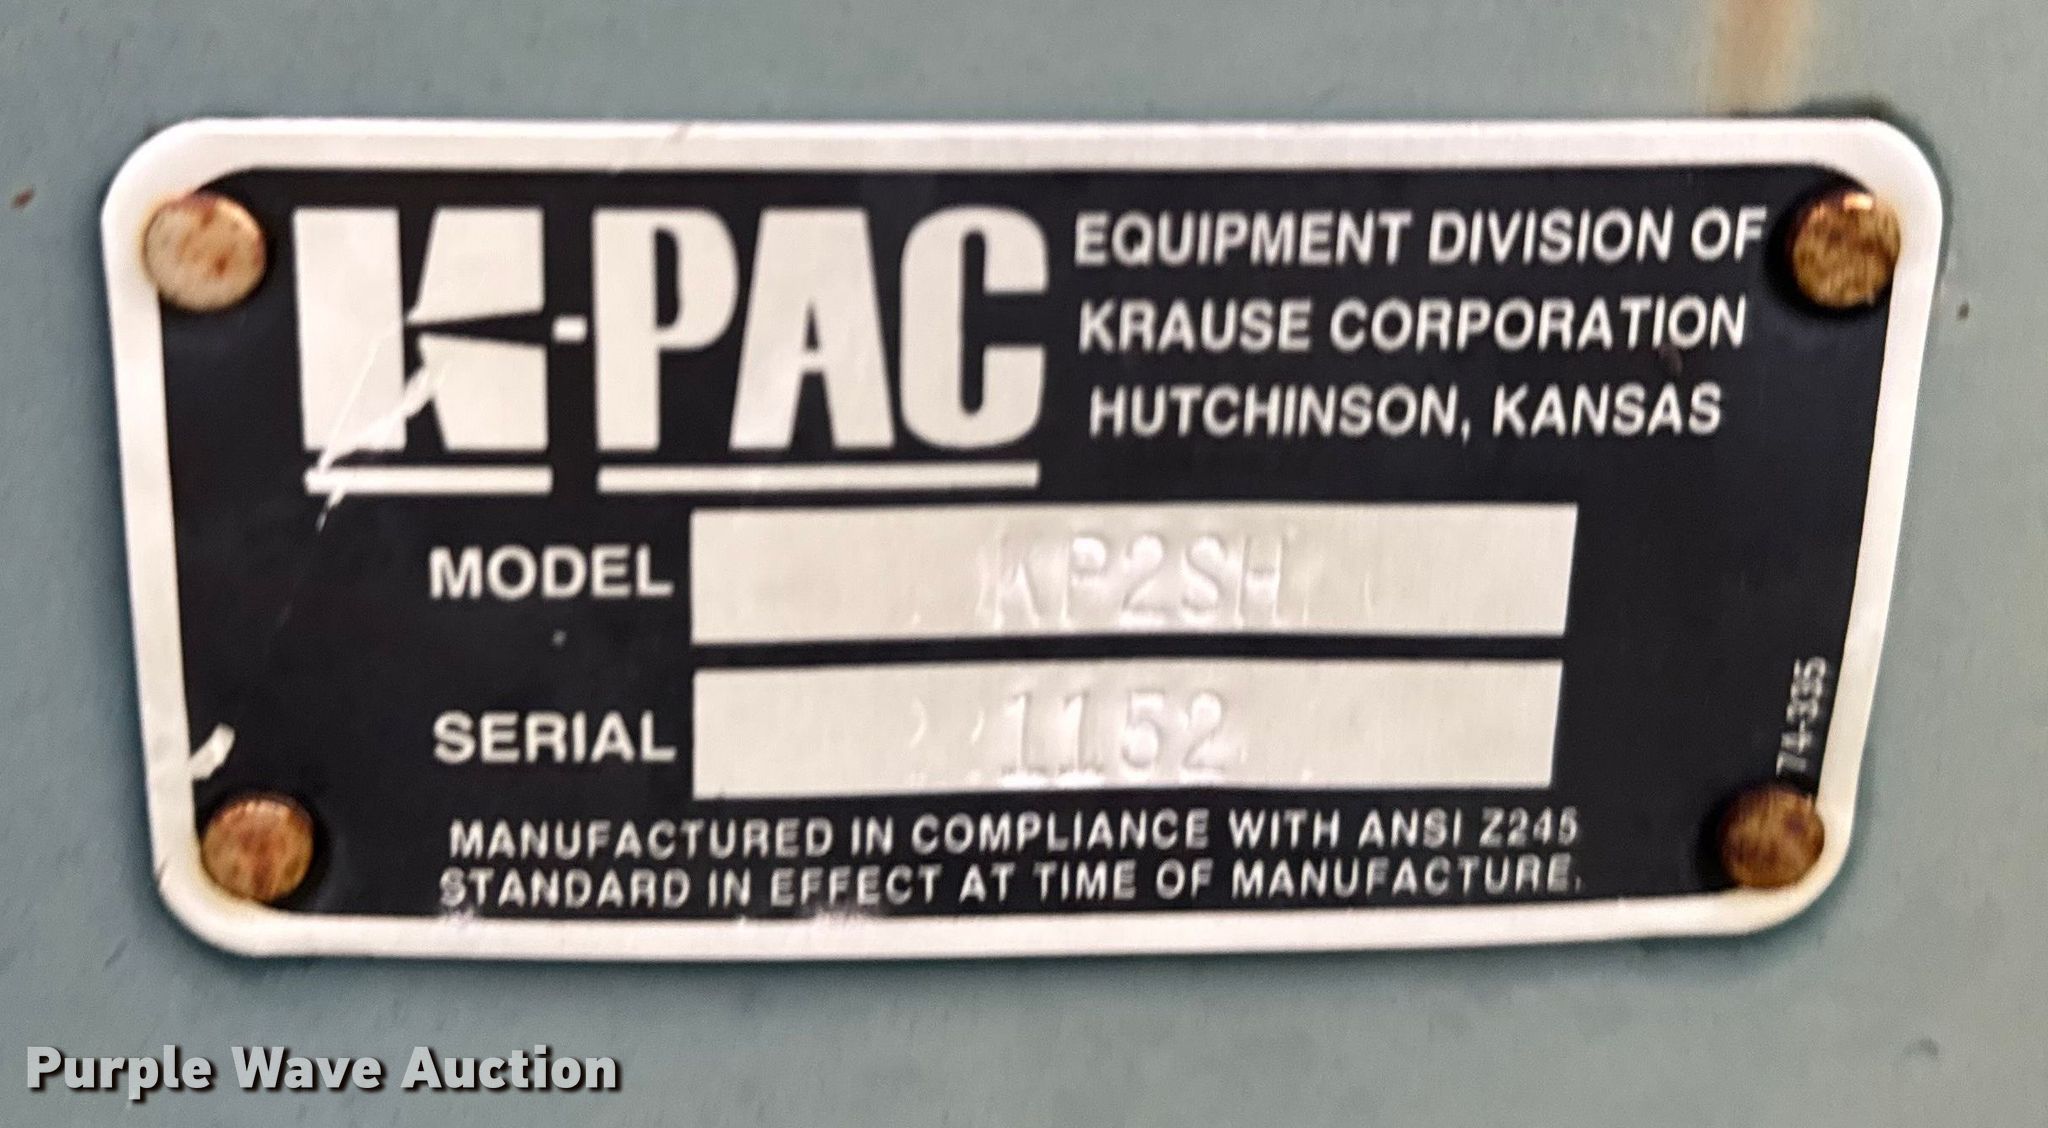 K-PAC
EQUIPMENT DIVISION OF
KRAUSE CORPORATION
HUTCHINSON, KANSAS
MODEL KP2SH
SERIAL 1152
MANUFACTURED IN COMPLIANCE WITH ANSI Z245
STANDARD IN EFFECT AT TIME OF MANUFACTURE.
74-335
Purple Wave Auction